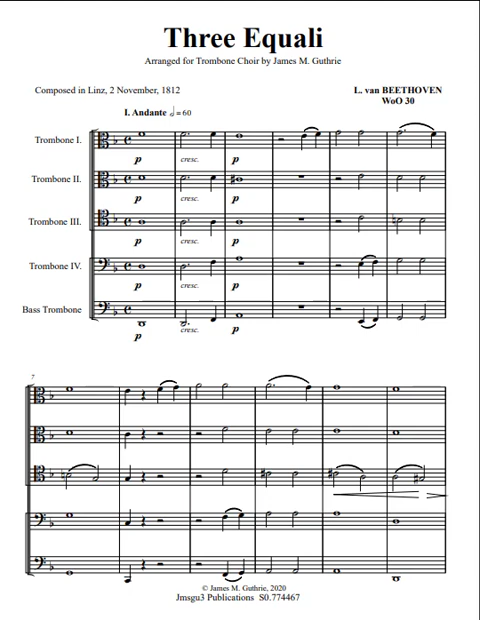 Three Equali
Arranged for Trombone Choir by James M. Guthrie
Composed in Linz, 2 November, 1812
L. van BEETHOVEN
WoO 30
I. Andante 𝅗𝅥 = 60
Trombone I.
p cresc. p
Trombone II.
p cresc. p
Trombone III.
p cresc. p
Trombone IV.
p cresc. p
Bass Trombone
p cresc. p
7
© James M. Guthrie, 2020
Jmsgu3 Publications S0.774467